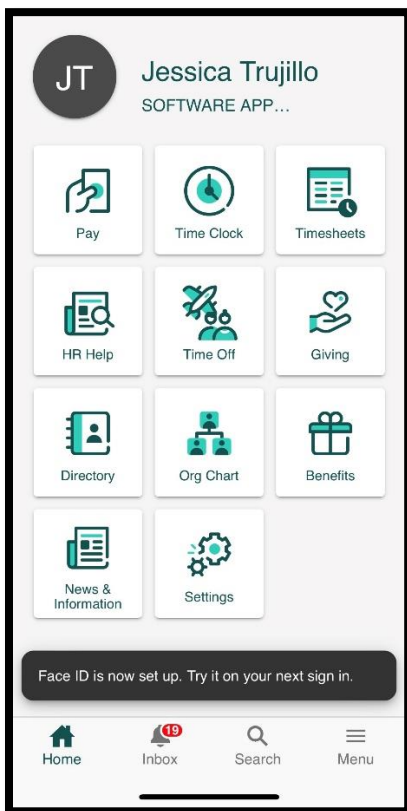 JT
Jessica Trujillo
SOFTWARE APP...
Pay
Time Clock
Timesheets
HR Help
Time Off
Giving
Directory
Org Chart
Benefits
News &
Information
Settings
Face ID is now set up. Try it on your next sign in.
19
Home
Inbox
Search
Menu